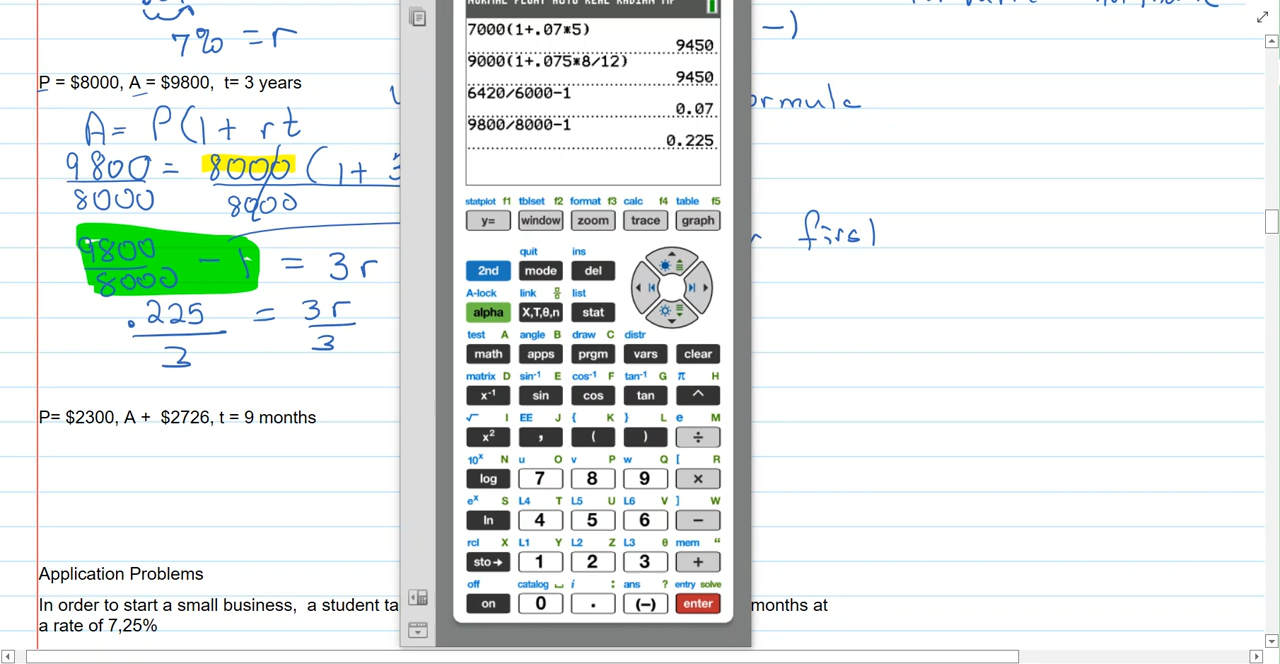 7% = r
-)
P = $8000, A = $9800, t= 3 years
A= P(1+ rt
9800 = 8000 (1+ 3
8000 8000
9800 - 1 = 3r
8000
.225 = 3r
3 3
ormula
first
P= $2300, A + $2726, t = 9 months
Application Problems
In order to start a small business, a student ta
months at
a rate of 7,25%
7000(1+.07*5)
9450
9000(1+.075*8/12)
9450
6420/6000-1
0.07
9800/8000-1
0.225
statplot f1 tblset f2 format f3 calc f4 table f5
y= window zoom trace graph
quit ins
2nd mode del
A-lock link list
alpha X,T,θ,n stat
test A angle B draw C distr
math apps prgm vars clear
matrix D sin-1 E cos-1 F tan-1 G π H
x-1 sin cos tan ^
√ I EE J { K } L e M
x2 , ( ) ÷
10x N u O v P w Q [ R
log 7 8 9 ×
ex S L4 T L5 U L6 V ] W
ln 4 5 6 −
rcl X L1 Y L2 Z L3 θ mem "
sto→ 1 2 3 +
off catalog i : ans ? entry solve
on 0 . (−) enter